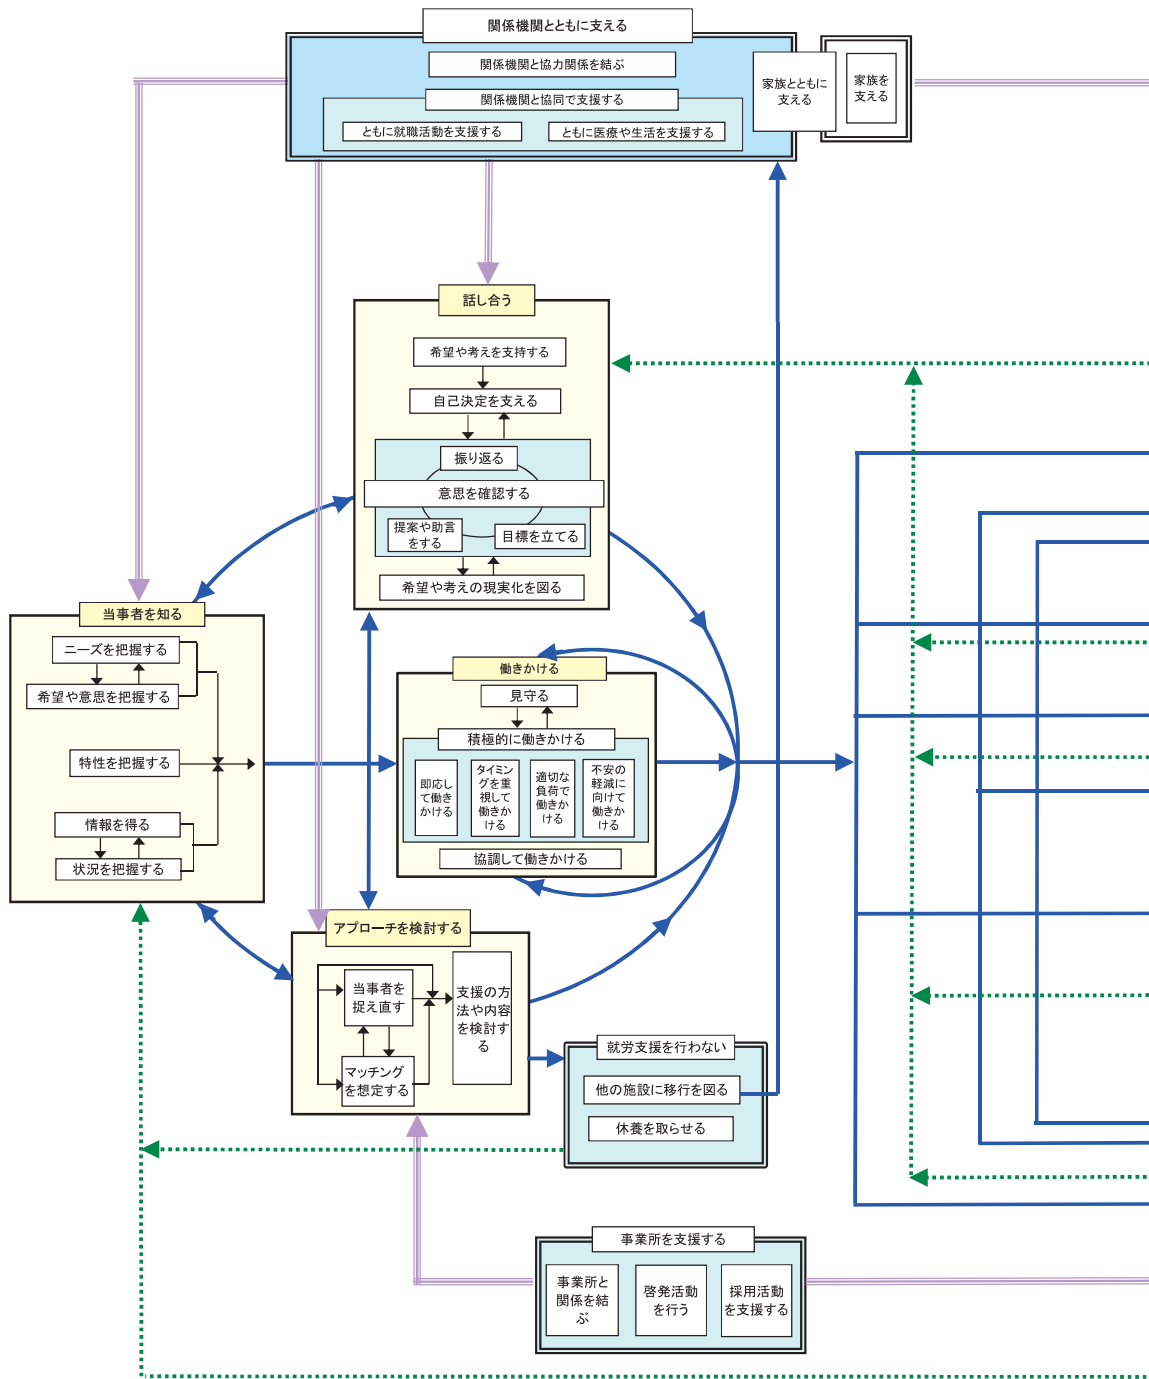 関係機関とともに支える
関係機関と協力関係を結ぶ
関係機関と協同で支援する
ともに就職活動を支援する
ともに医療や生活を支援する
家族とともに
支える
家族を
支える
話し合う
希望や考えを支持する
自己決定を支える
振り返る
意思を確認する
提案や助言
をする
目標を立てる
希望や考えの現実化を図る
当事者を知る
ニーズを把握する
希望や意思を把握する
特性を把握する
情報を得る
状況を把握する
働きかける
見守る
積極的に働きかける
即応し
て働き
かける
タイミン
グを重
視して
働きか
ける
適切な
負荷で
働きか
ける
不安の
軽減に
向けて
働きか
ける
協調して働きかける
アプローチを検討する
当事者を
捉え直す
マッチング
を想定する
支援の方
法や内容
を検討す
る
就労支援を行わない
他の施設に移行を図る
休養を取らせる
事業所を支援する
事業所と
関係を結
ぶ
啓発活動
を行う
採用活動
を支援する